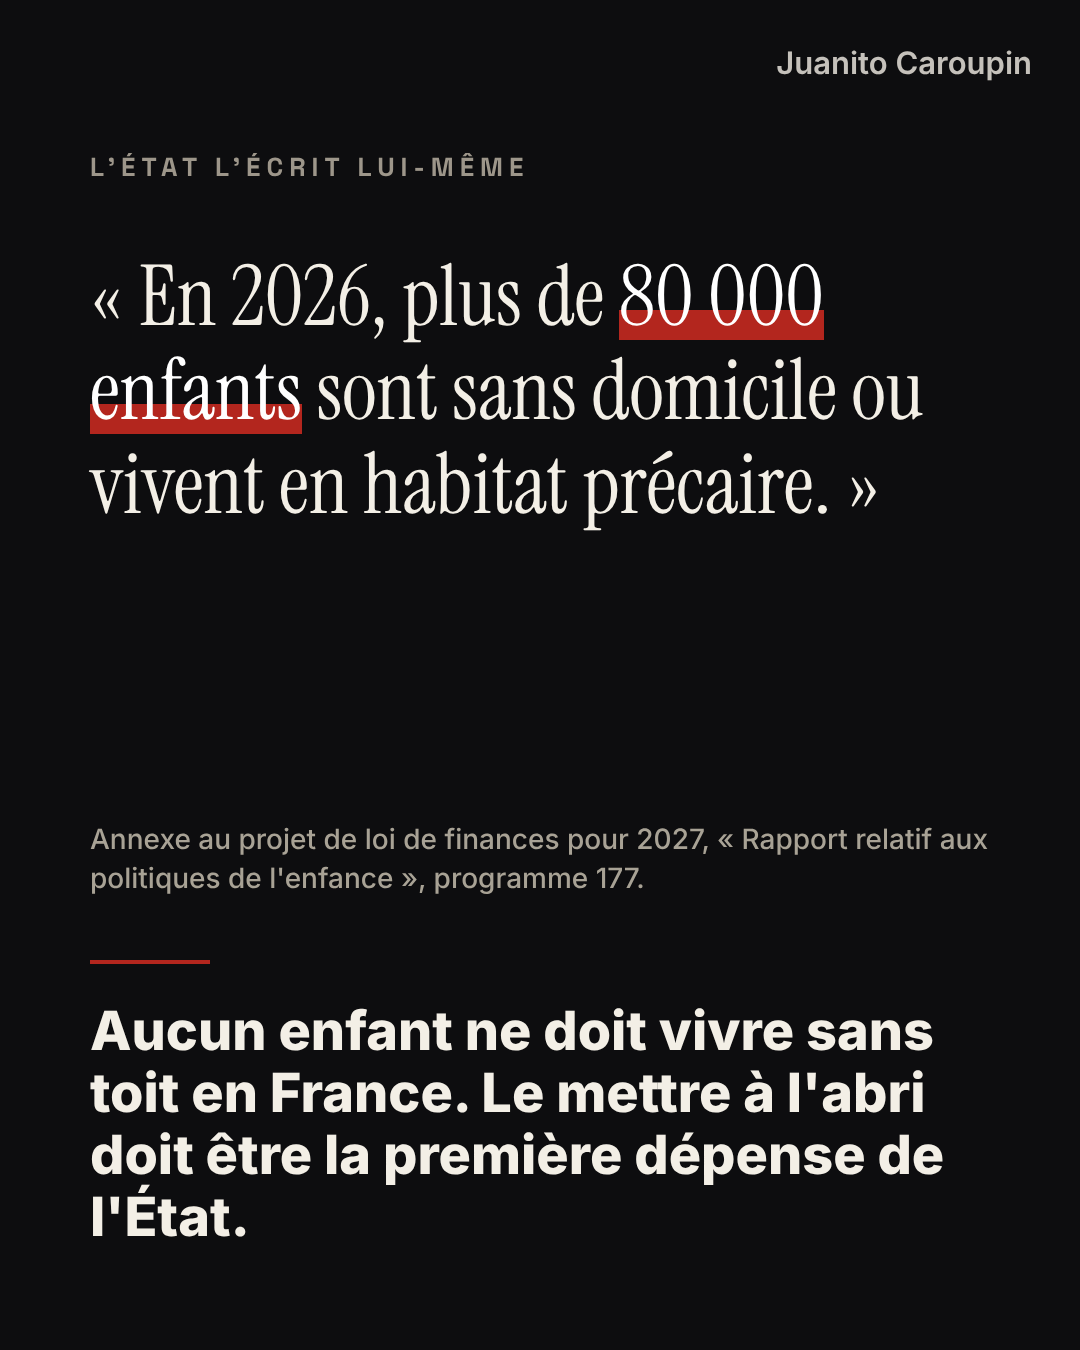 Juanito Caroupin
L’ÉTAT L’ÉCRIT LUI-MÊME
« En 2026, plus de 80 000
enfants sont sans domicile ou
vivent en habitat précaire. »
Annexe au projet de loi de finances pour 2027, « Rapport relatif aux
politiques de l'enfance », programme 177.
Aucun enfant ne doit vivre sans
toit en France. Le mettre à l'abri
doit être la première dépense de
l'État.